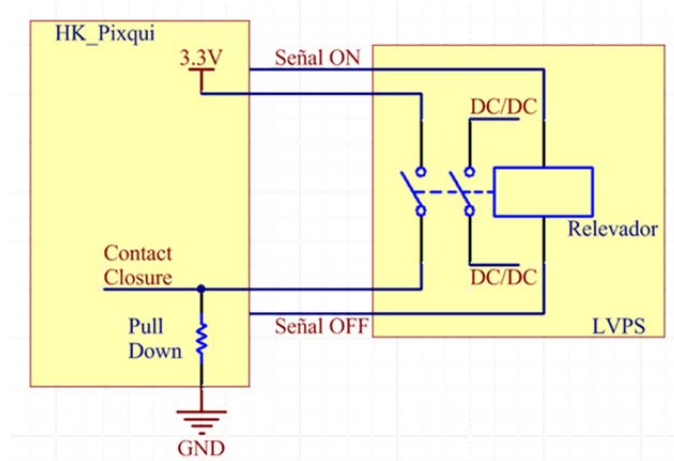 HK_Pixqui
3.3V
Señal ON
DC/DC
Relevador
Contact
Closure
DC/DC
Pull
Down
Señal OFF
LVPS
GND